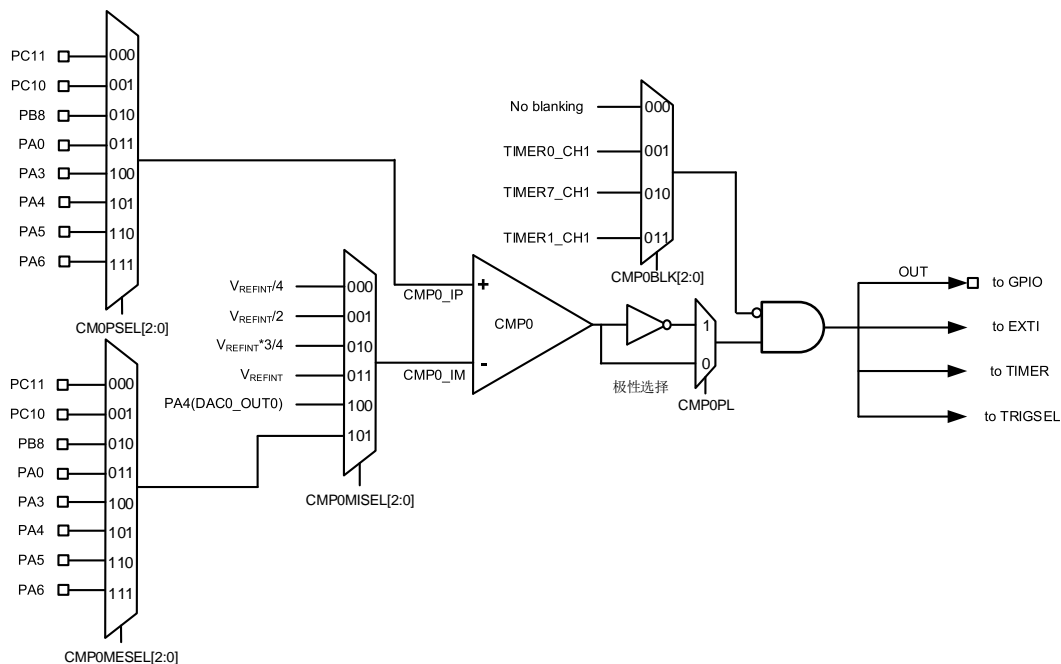 PC11 000
PC10 001
PB8 010
PA0 011
PA3 100
PA4 101
PA5 110
PA6 111
CM0PSEL[2:0]
PC11 000
PC10 001
PB8 010
PA0 011
PA3 100
PA4 101
PA5 110
PA6 111
CMP0MESEL[2:0]
VREFINT/4 000
VREFINT/2 001
VREFINT*3/4 010
VREFINT 011
PA4(DAC0_OUT0) 100
101
CMP0MISEL[2:0]
CMP0_IP
CMP0_IM
+
CMP0
-
No blanking 000
TIMER0_CH1 001
TIMER7_CH1 010
TIMER1_CH1 011
CMP0BLK[2:0]
1
0
极性选择
CMP0PL
OUT
to GPIO
to EXTI
to TIMER
to TRIGSEL